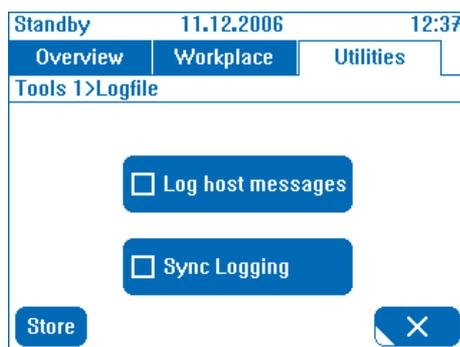 Standby 11.12.2006 12:37
Overview Workplace Utilities
Tools 1>Logfile
Log host messages
Sync Logging
Store